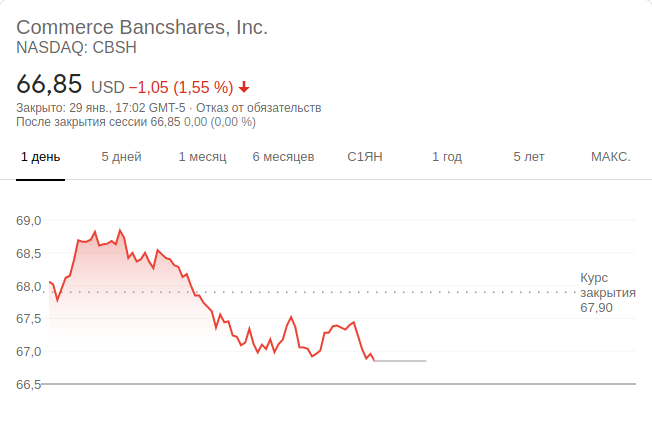 Commerce Bancshares, Inc.
NASDAQ: CBSH
66,85 USD −1,05 (1,55 %)
Закрыто: 29 янв., 17:02 GMT-5 · Отказ от обязательств
После закрытия сессии 66,85 0,00 (0,00 %)
1 день 5 дней 1 месяц 6 месяцев С1ЯН 1 год 5 лет МАКС.
69,0
68,5
68,0
67,5
67,0
66,5
Курс
закрытия
67,90